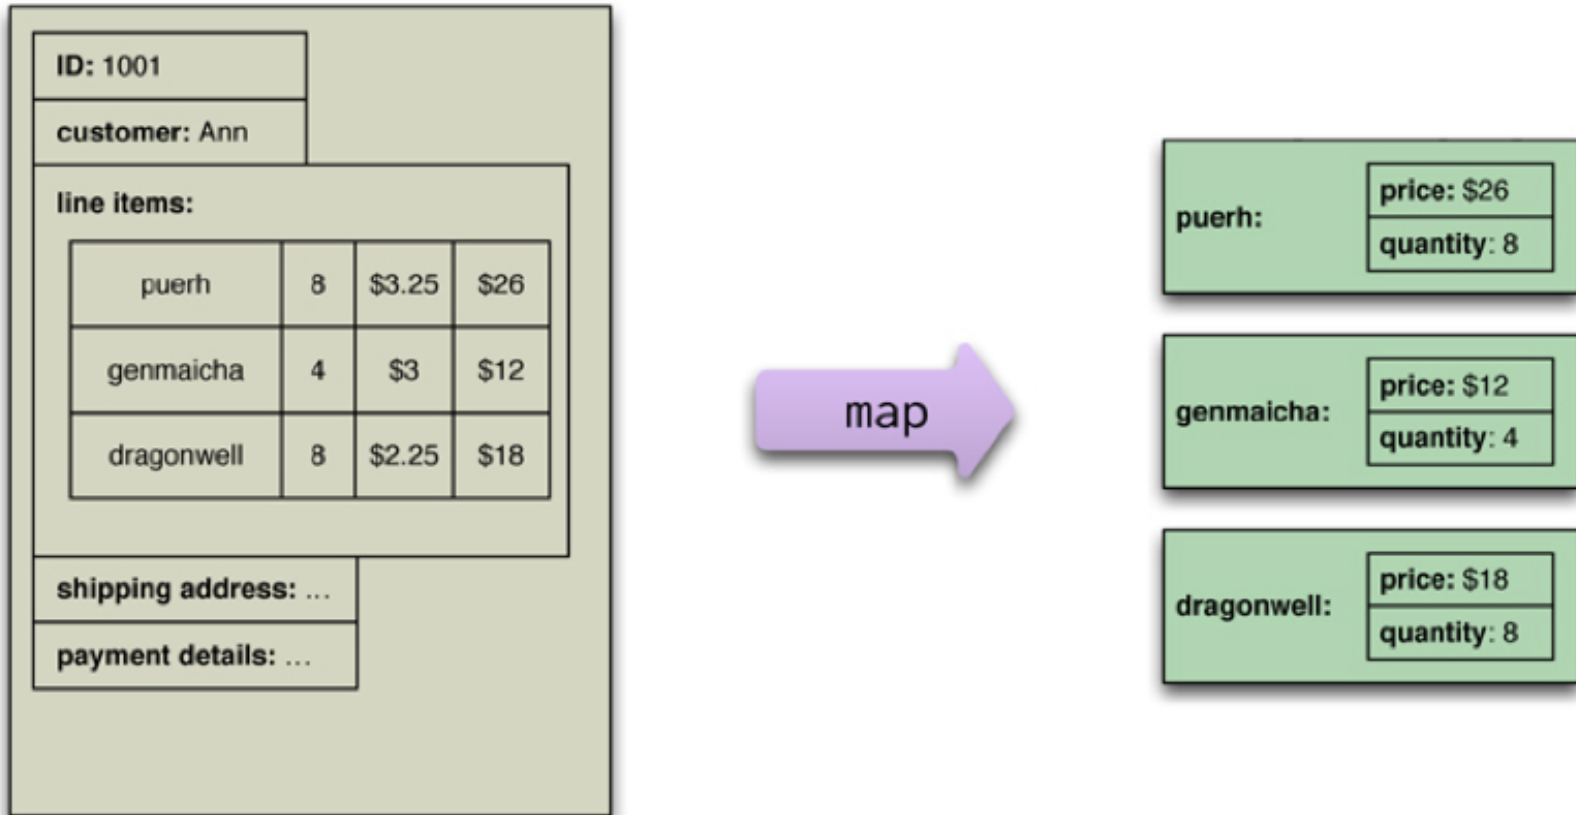 ID: 1001
customer: Ann
line items:
puerh 8 $3.25 $26
genmaicha 4 $3 $12
dragonwell 8 $2.25 $18
shipping address: ...
payment details: ...
map
puerh:
price: $26
quantity: 8
genmaicha:
price: $12
quantity: 4
dragonwell:
price: $18
quantity: 8